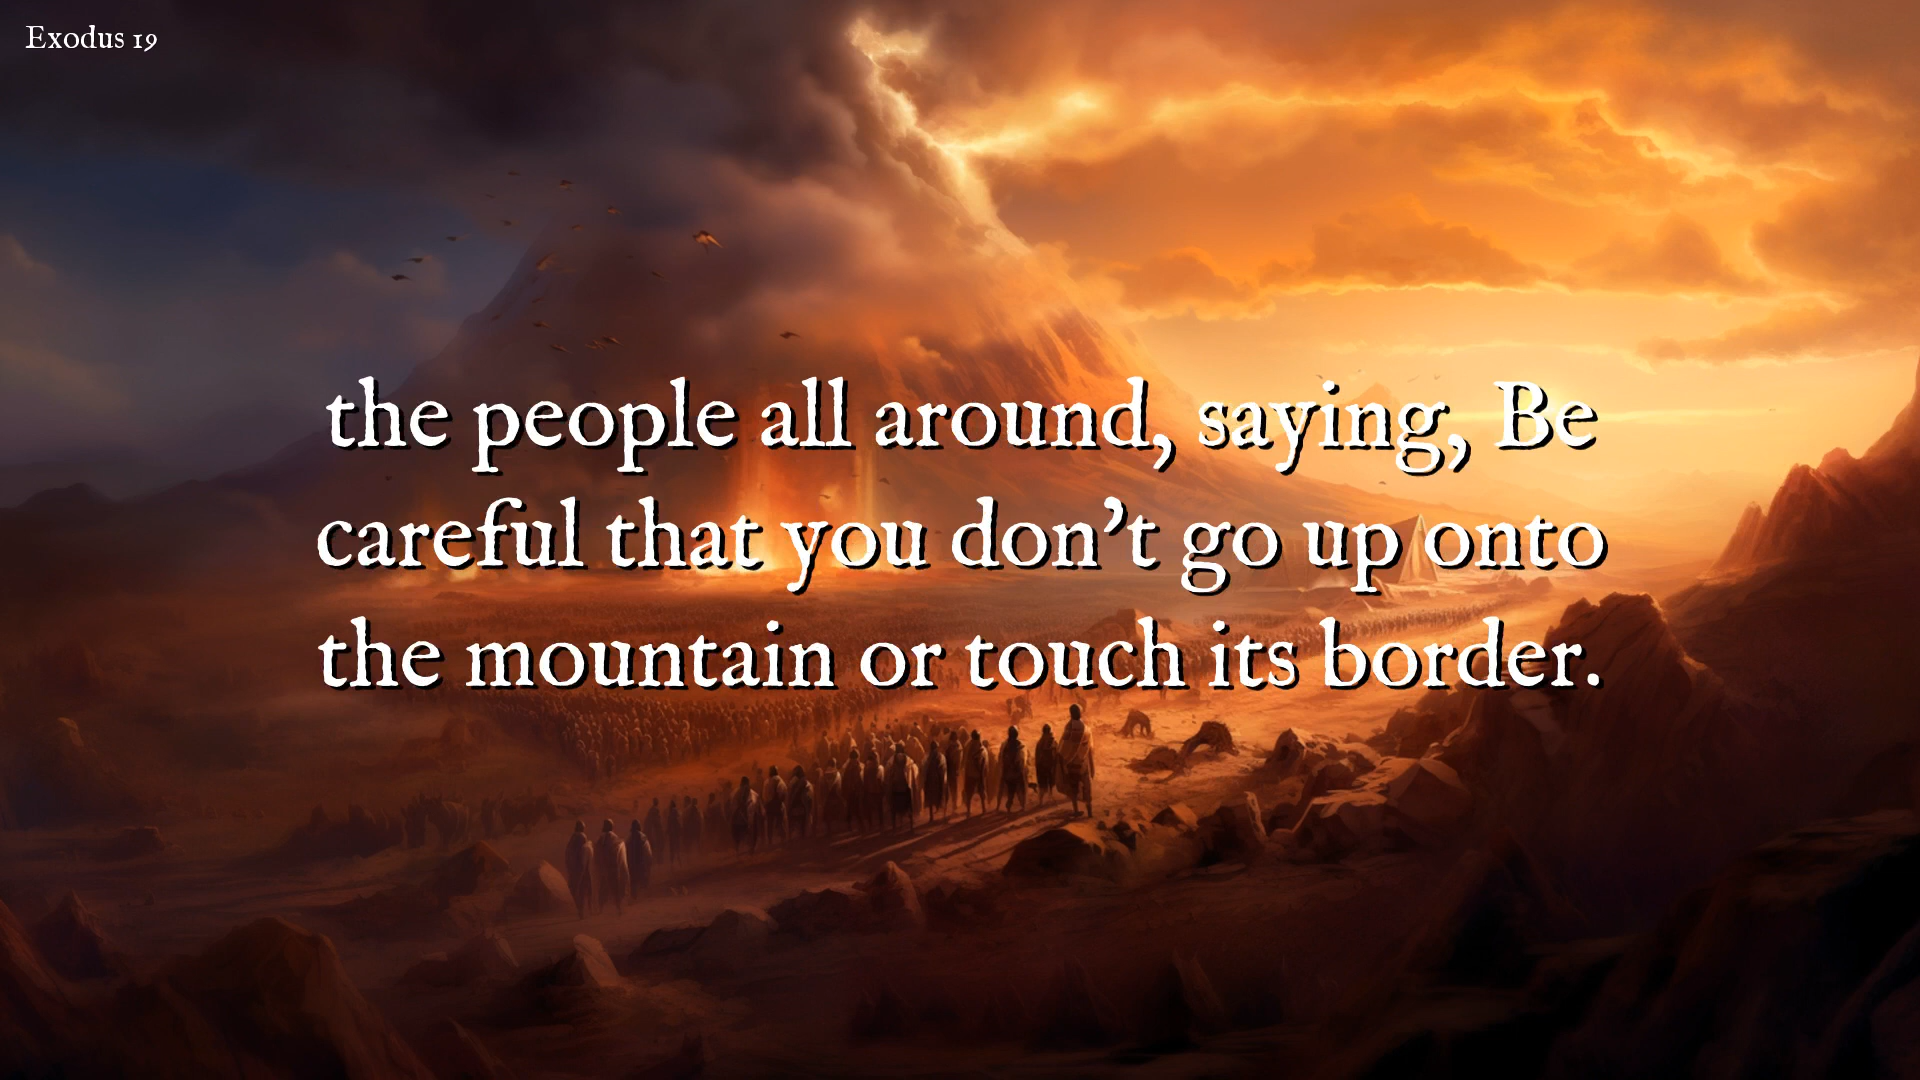 Exodus 19
the people all around, saying, Be
careful that you don't go up onto
the mountain or touch its border.